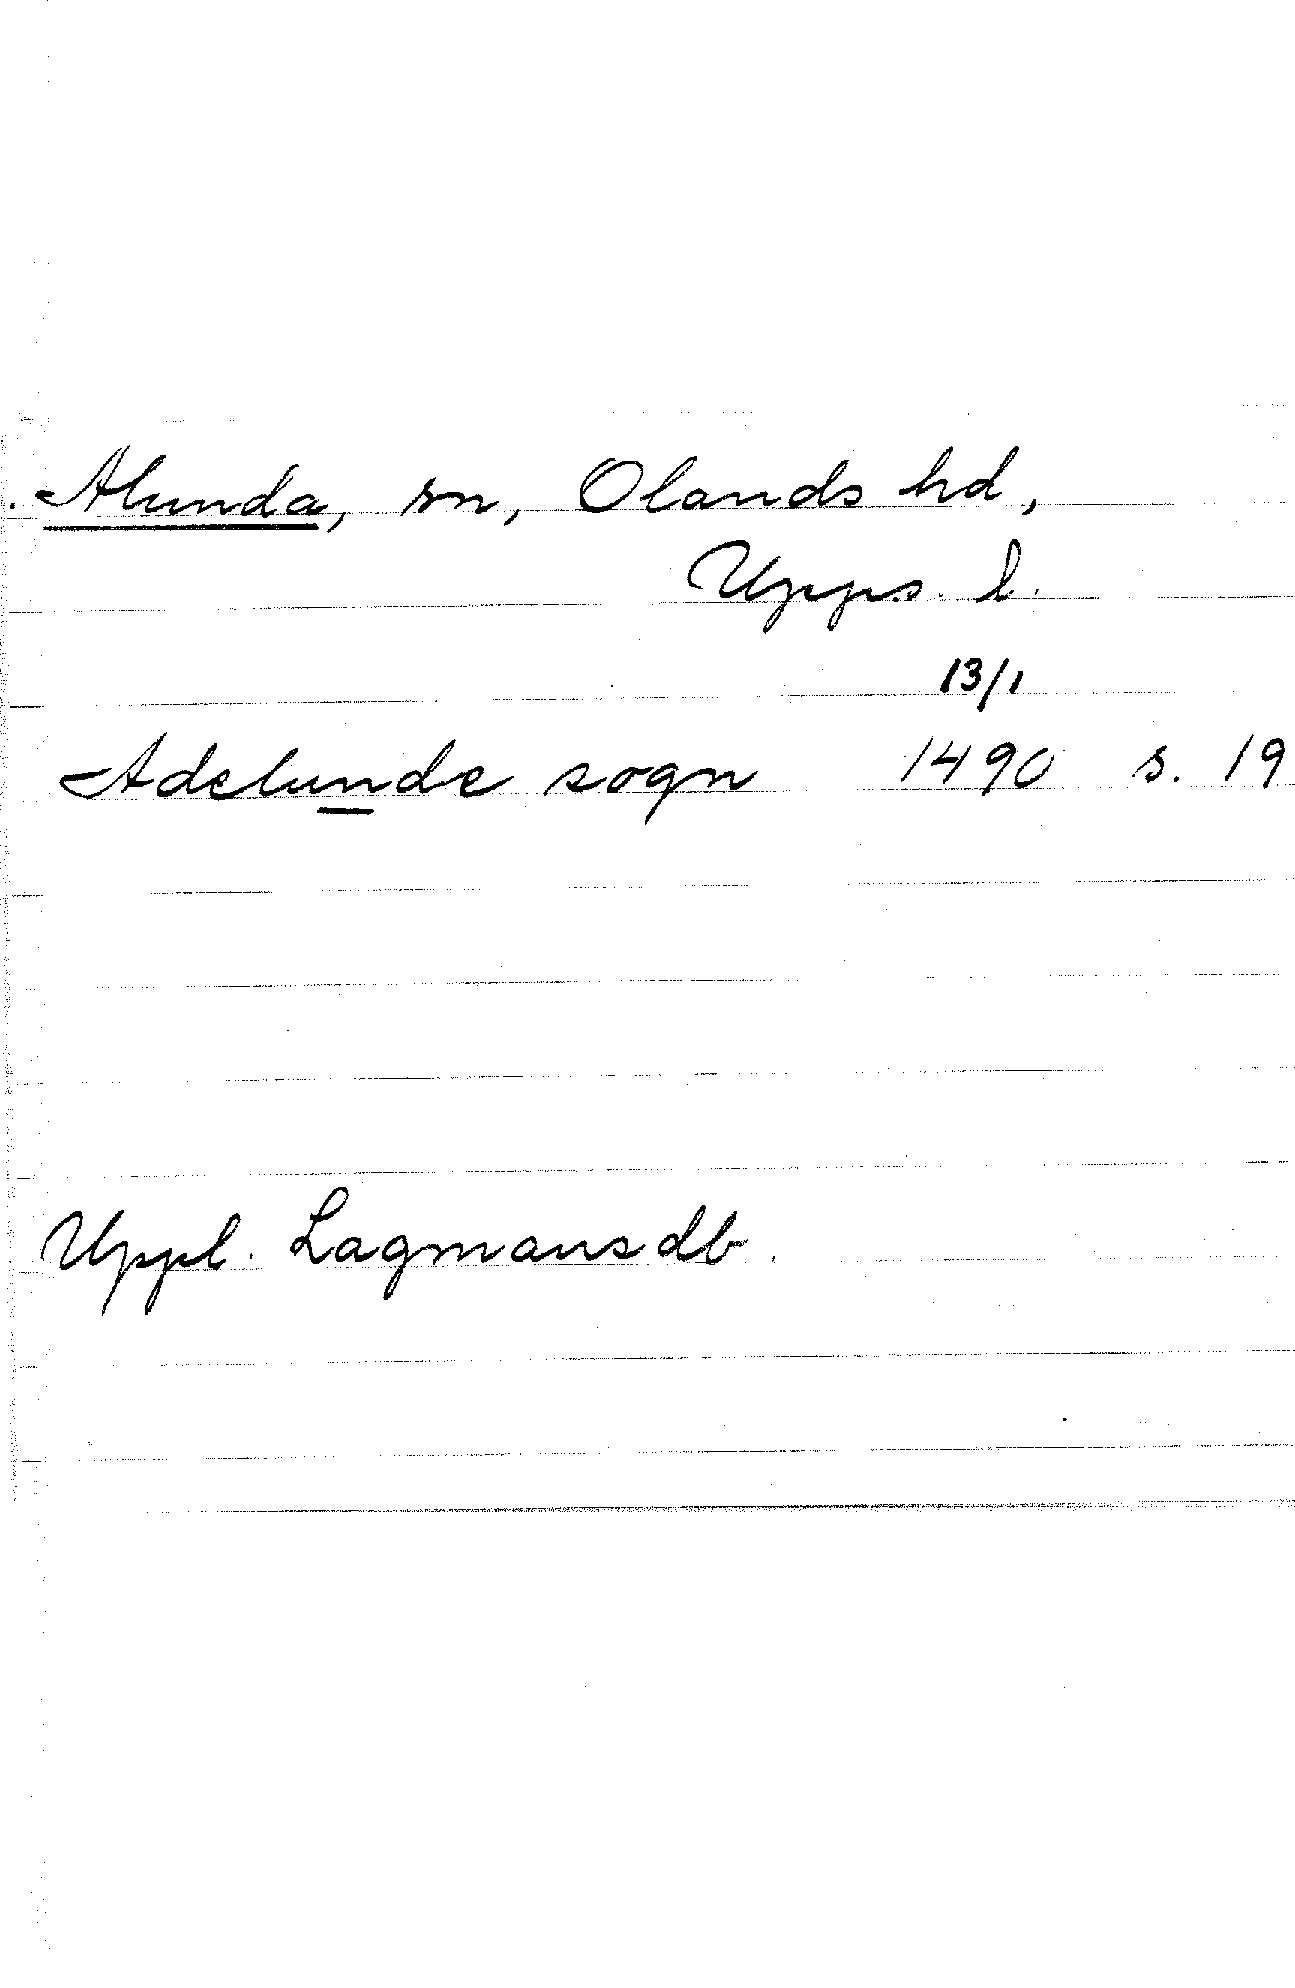 Alunda, sn, Olands hd,
Upps. l.
13/1
Adelunde sogn 1490 s. 19
Uppl. Lagmansdb.